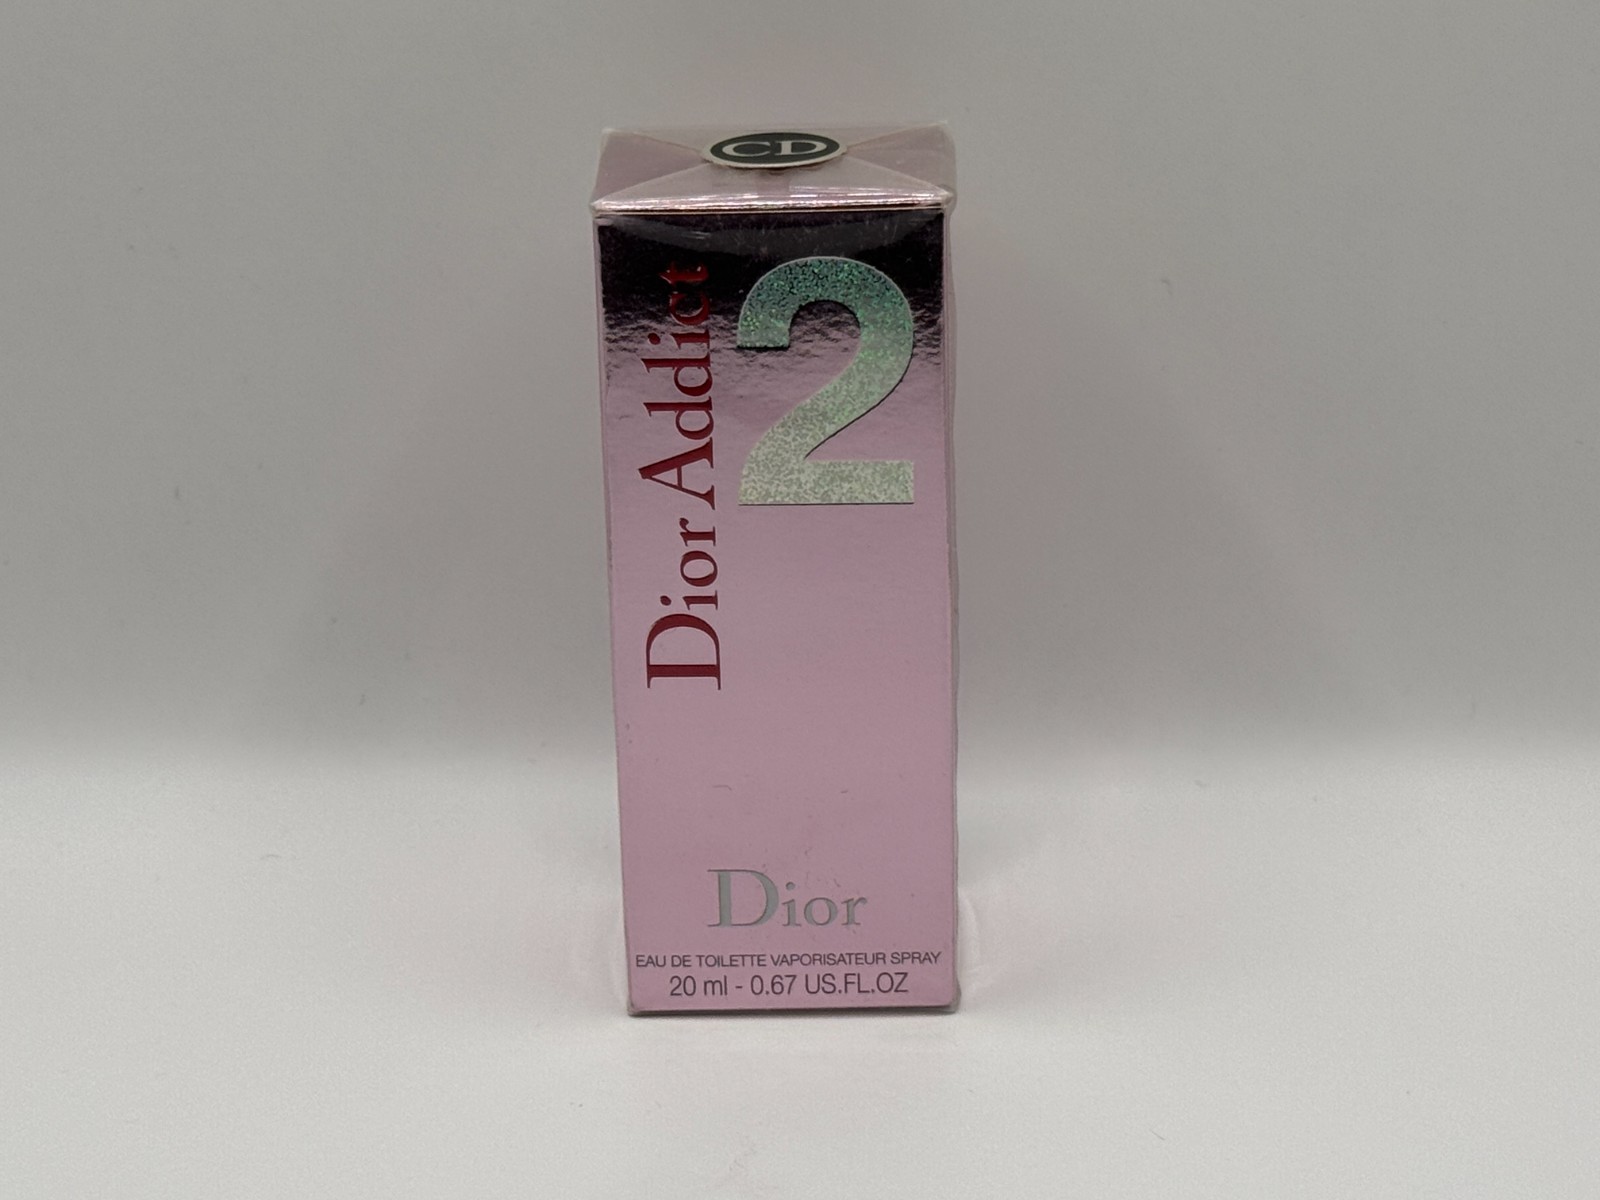 CD
Dior Addict
2
Dior
EAU DE TOILETTE VAPORISATEUR SPRAY
20 ml - 0.67 US.FL.OZ